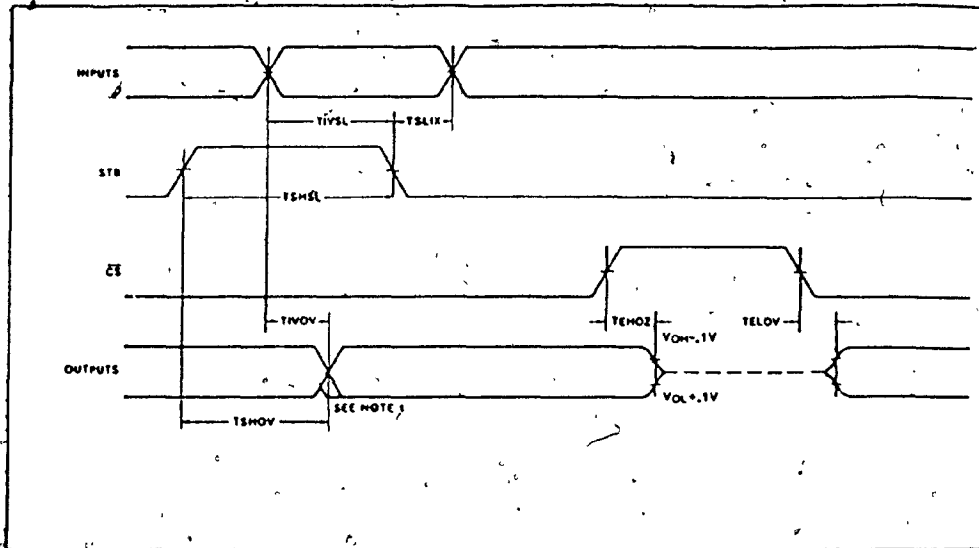 INPUTS
TIVSL
TSLIX
STB
TSHSL
CS
TIVOV
TEHOZ
VOH-.1V
TELOV
OUTPUTS
VOL+.1V
SEE NOTE 1
TSHOV